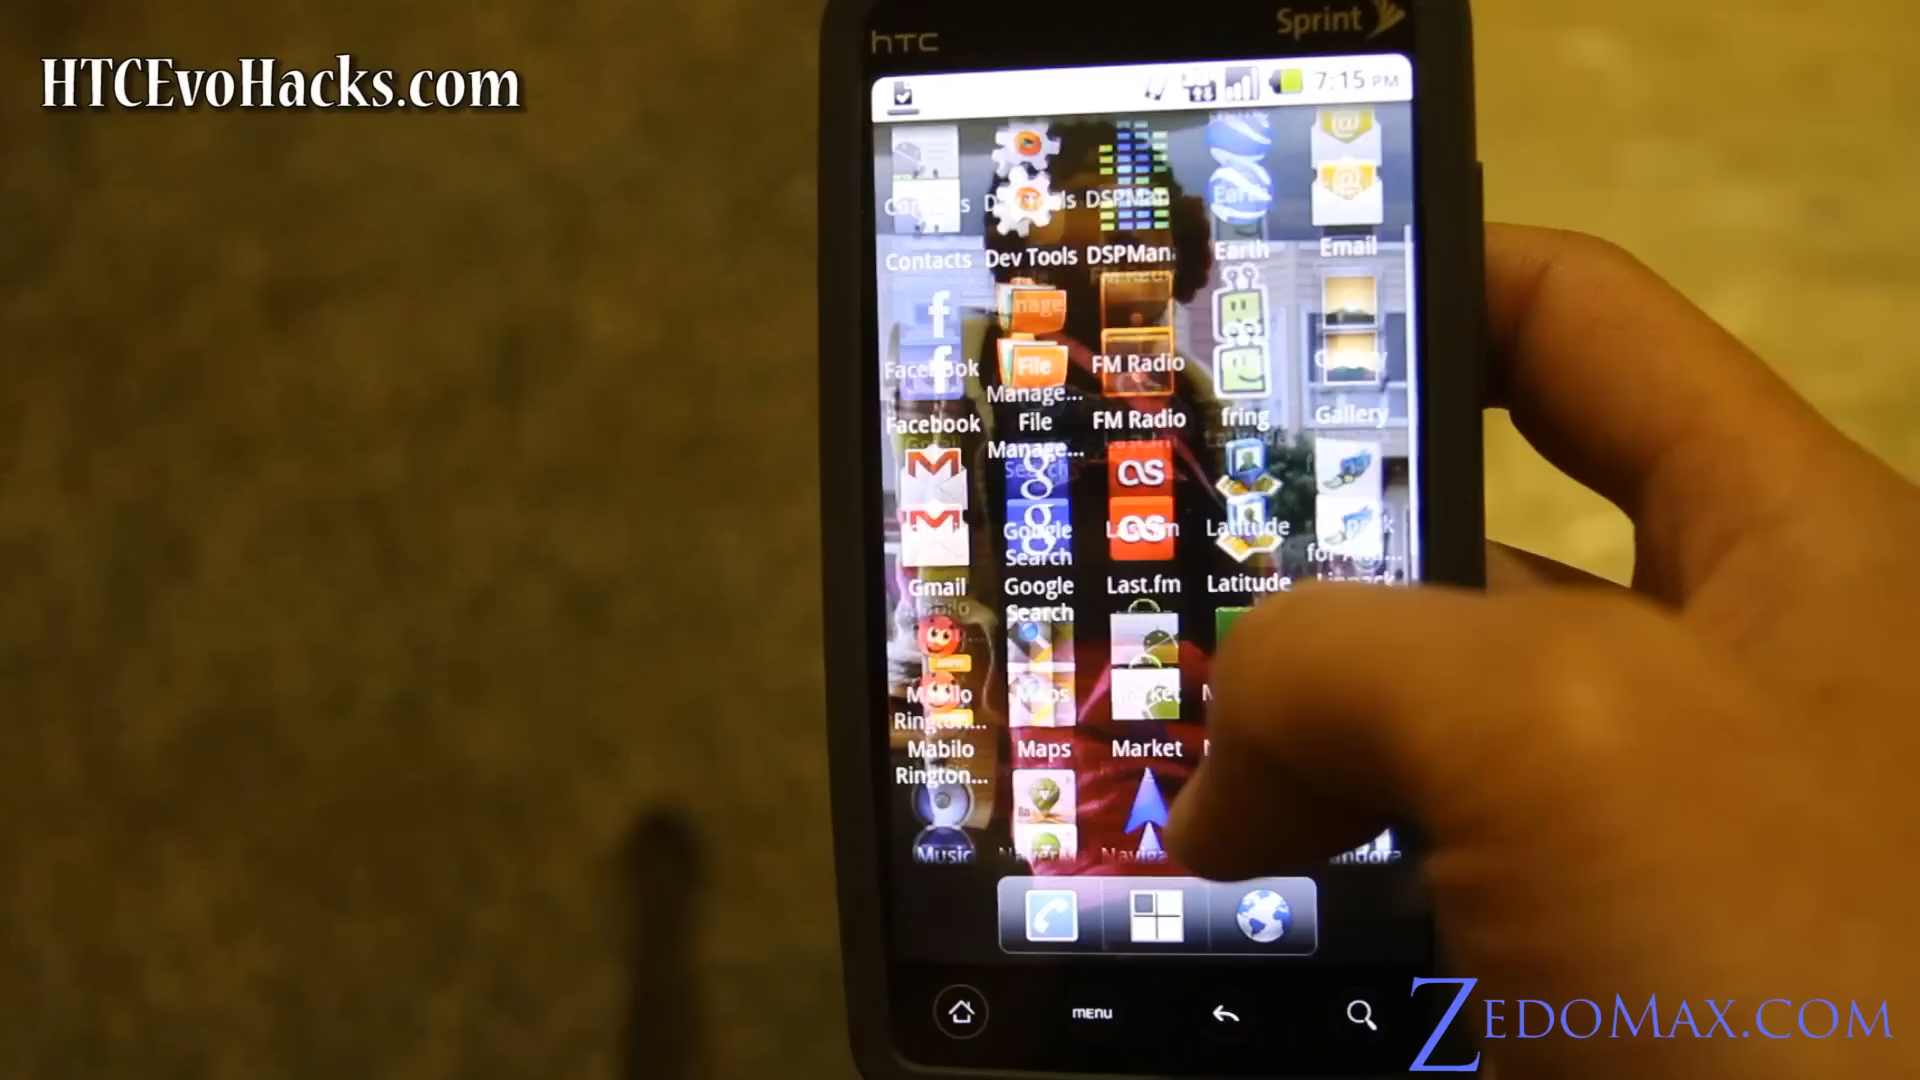 HTCEvoHacks.com
hTC
Sprint
7:15 PM
Contacts Dev Tools DSPMan Earth Email
Facebook File Manage... FM Radio fring Gallery
Gmail Google Search Last.fm Latitude
Mabilo Rington... Maps Market
Music
MENU
ZEDOMAX.COM